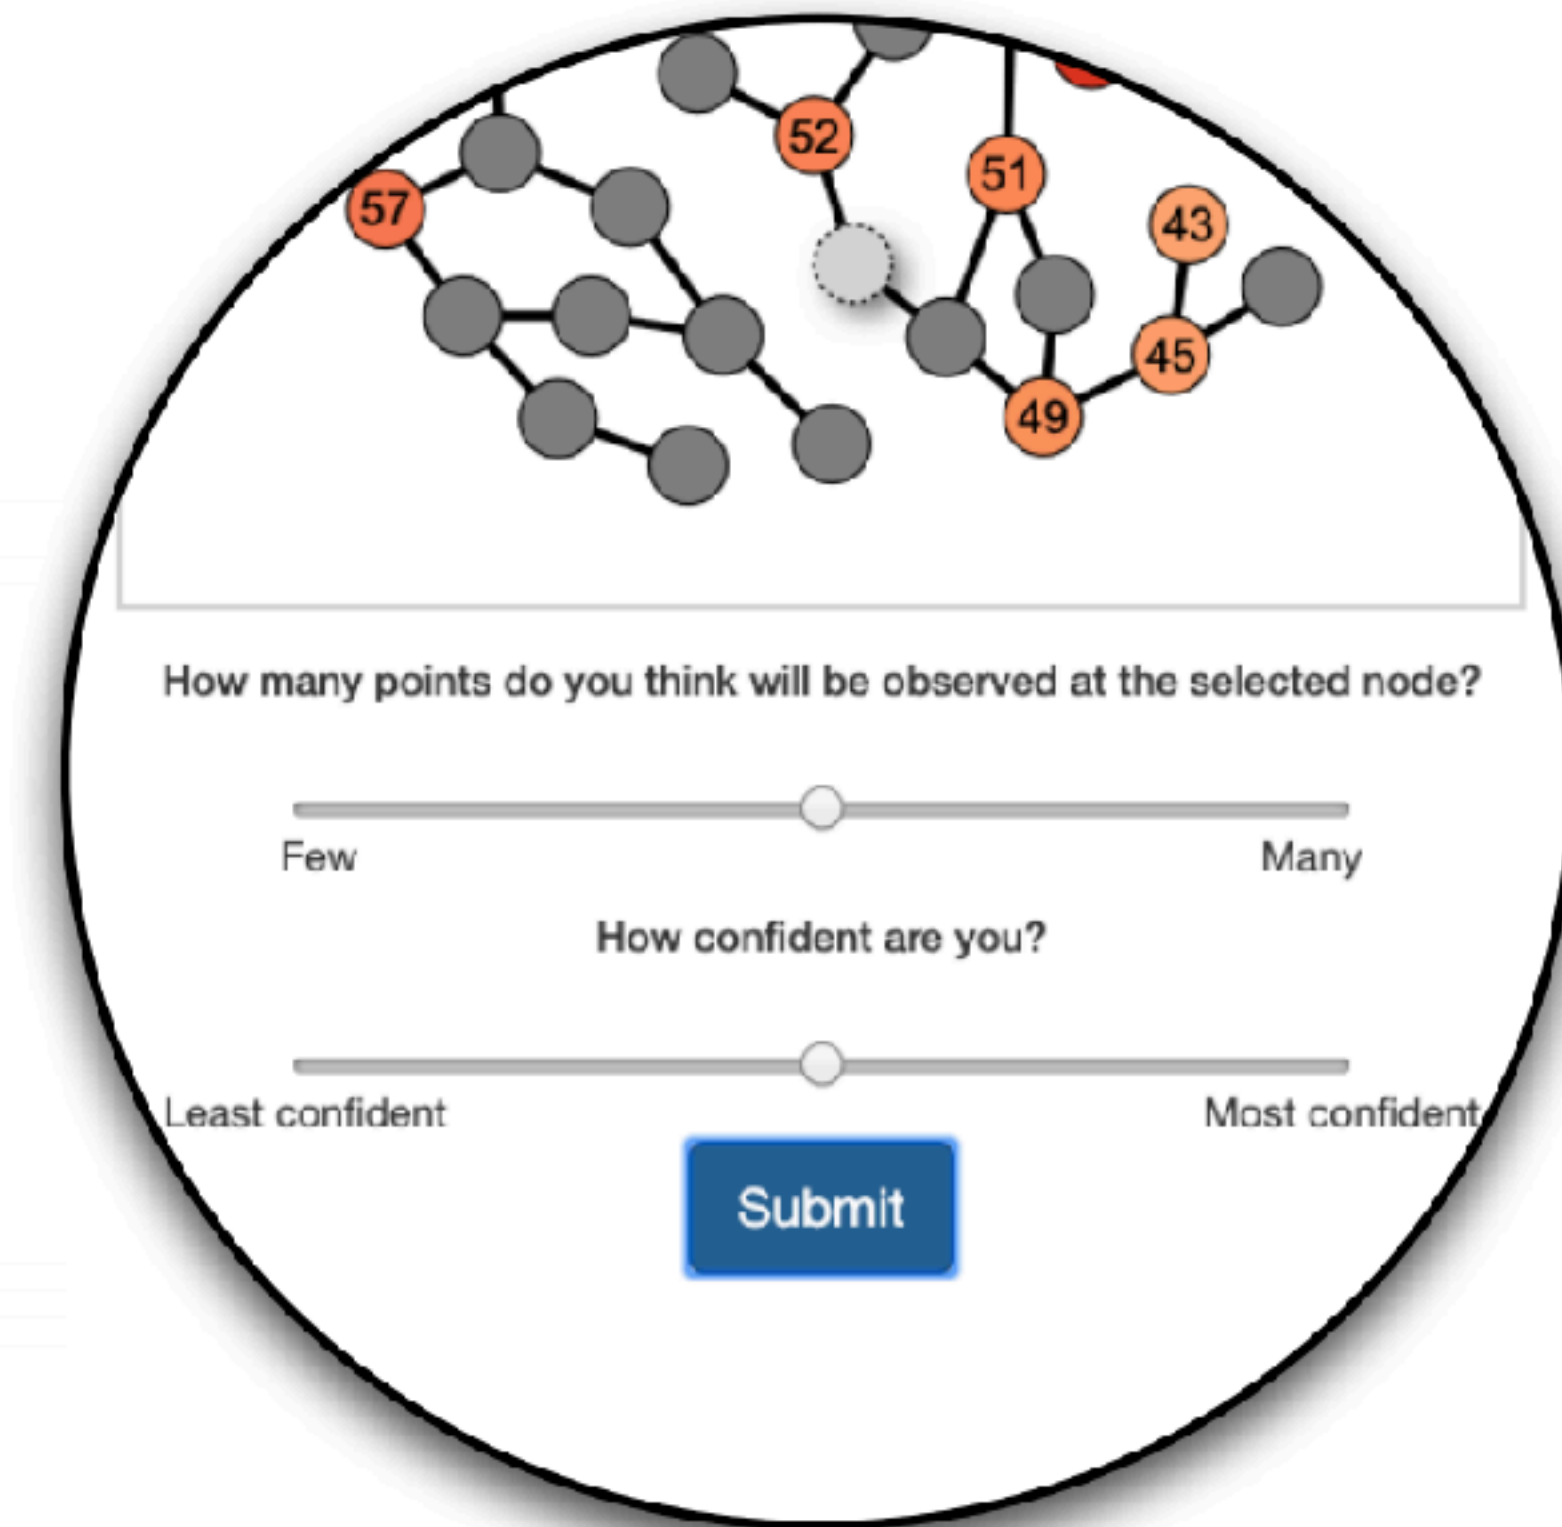 52
51
57
43
45
49
How many points do you think will be observed at the selected node?
Few
Many
How confident are you?
Least confident
Most confident
Submit